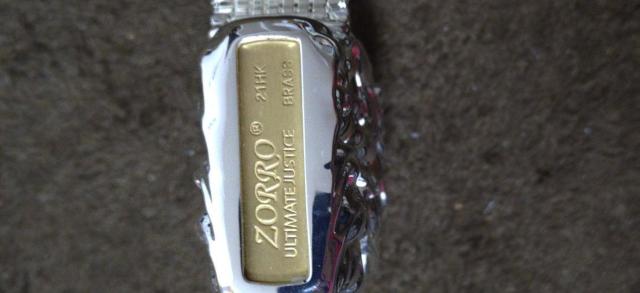 ZORRO® 21HK
ULTIMATE JUSTICE BRASS